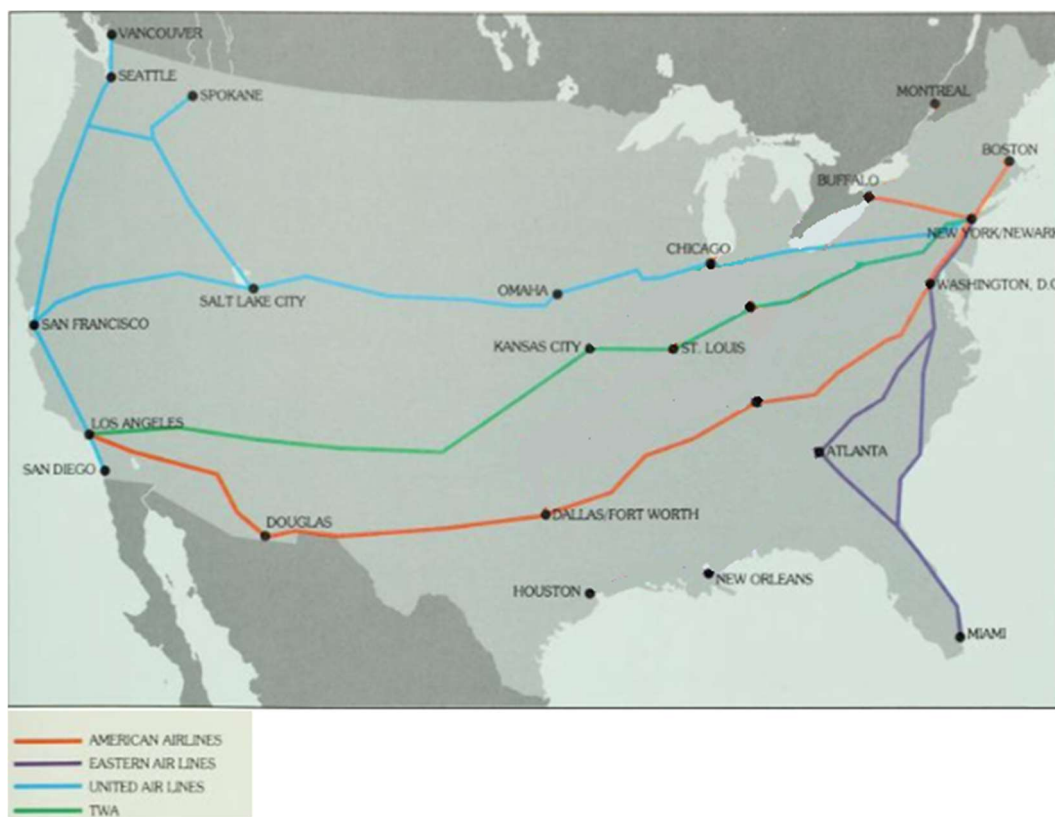 VANCOUVER
SEATTLE
SPOKANE
MONTREAL
BOSTON
BUFFALO
NEW YORK/NEWARK
CHICAGO
OMAHA
SALT LAKE CITY
WASHINGTON, D.C
SAN FRANCISCO
KANSAS CITY
ST. LOUIS
LOS ANGELES
ATLANTA
SAN DIEGO
DOUGLAS
DALLAS/FORT WORTH
NEW ORLEANS
HOUSTON
MIAMI
AMERICAN AIRLINES
EASTERN AIR LINES
UNITED AIR LINES
TWA